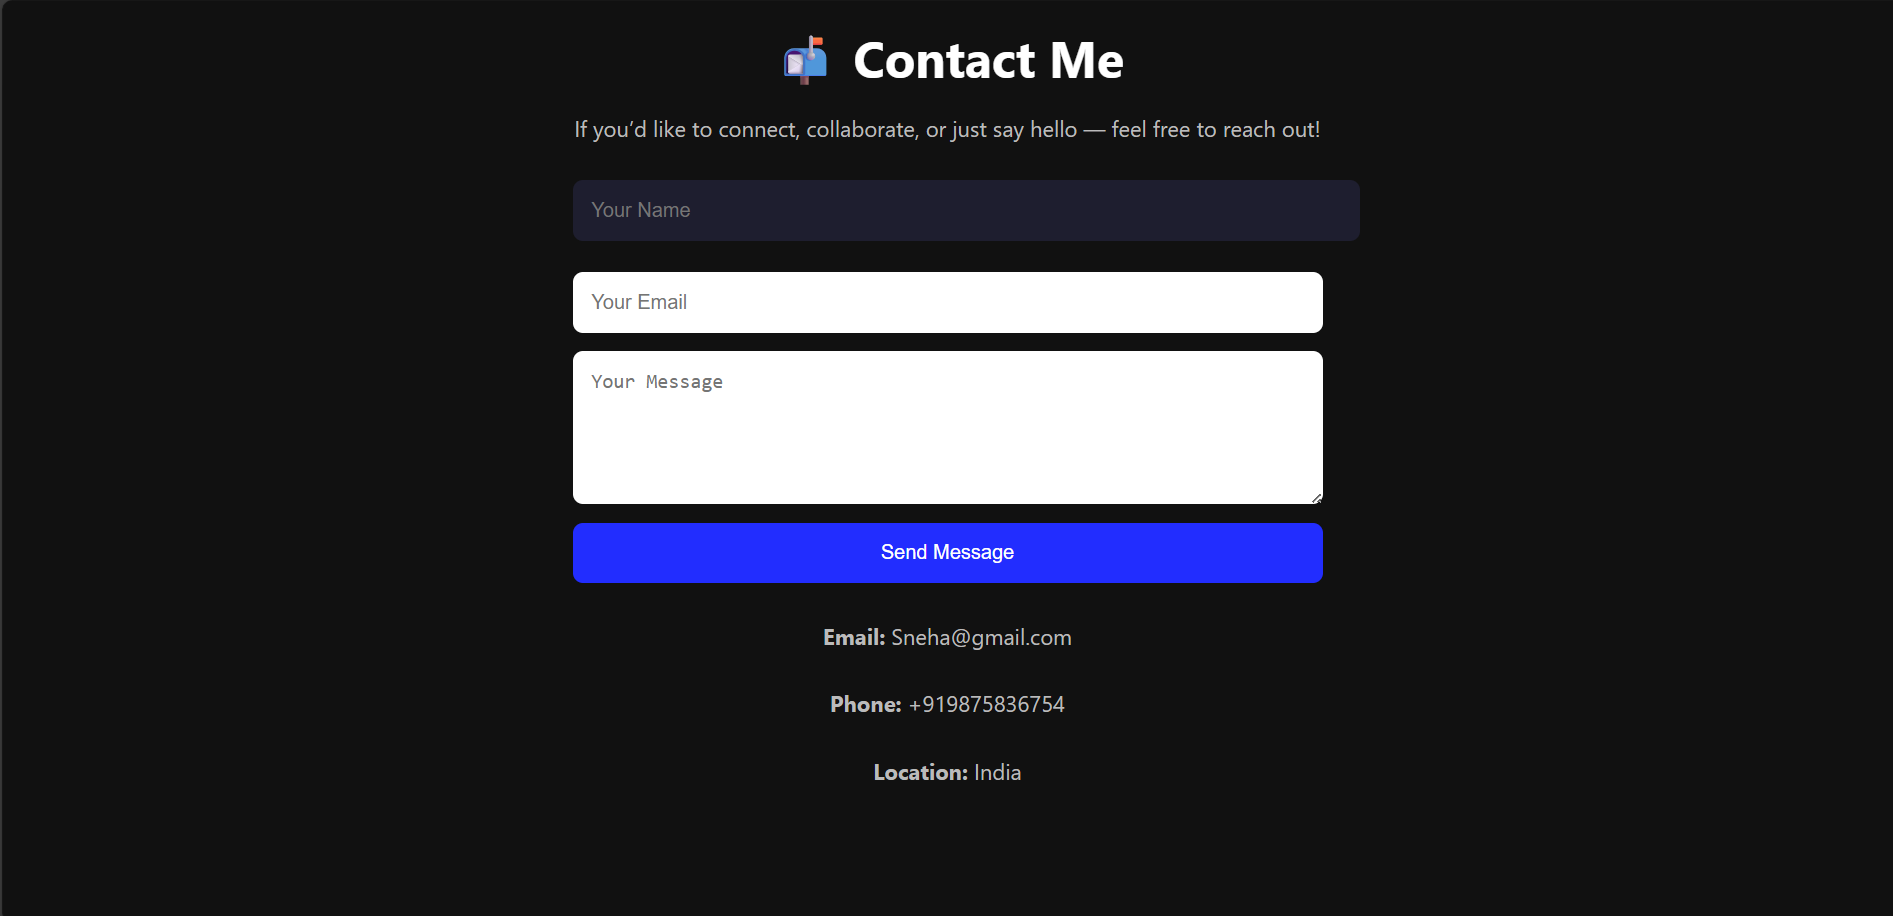 Contact Me
If you’d like to connect, collaborate, or just say hello — feel free to reach out!
Your Name
Your Email
Your Message
Send Message
Email: Sneha@gmail.com
Phone: +919875836754
Location: India